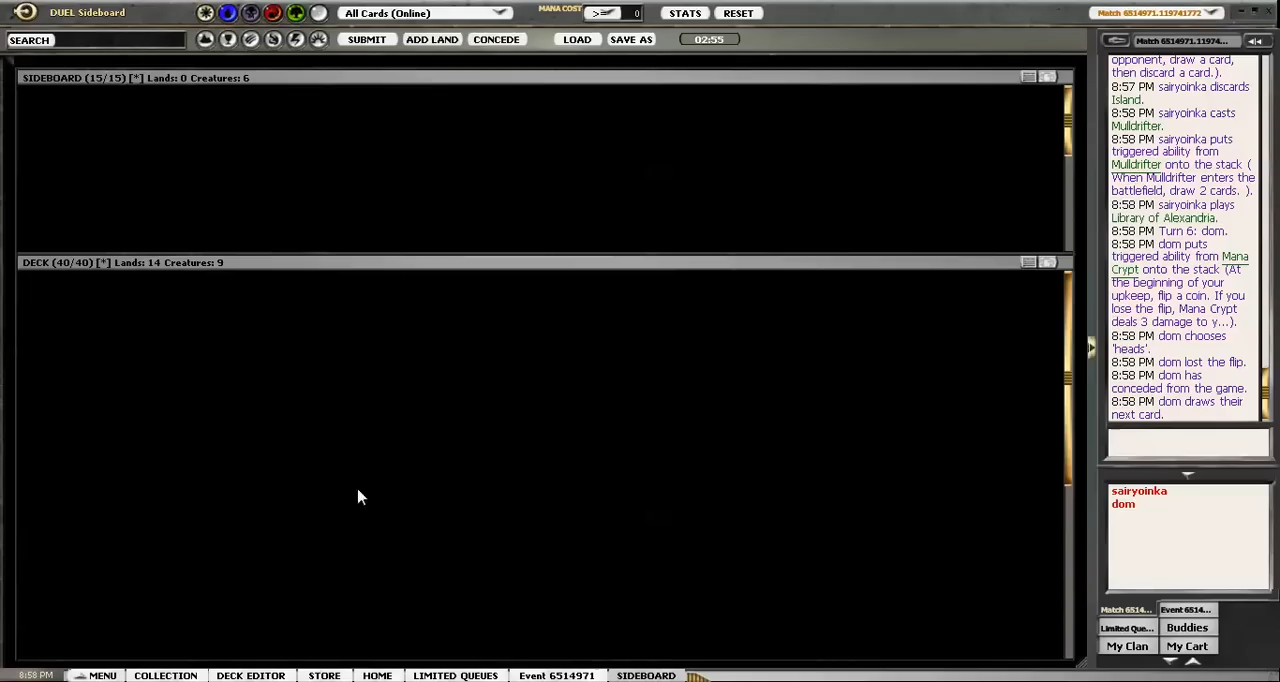 DUEL Sideboard
All Cards (Online)
MANA COST
>=
0
STATS
RESET
Match 6514971.119741772
SEARCH
SUBMIT
ADD LAND
CONCEDE
LOAD
SAVE AS
02:55
Match 6514971.11974...
SIDEBOARD (15/15) [*] Lands: 0 Creatures: 6
DECK (40/40) [*] Lands: 14 Creatures: 9
opponent, draw a card,
then discard a card.).
8:57 PM sairyoinka discards
Island.
8:58 PM sairyoinka casts
Mulldrifter.
8:58 PM sairyoinka puts
triggered ability from
Mulldrifter onto the stack (
When Mulldrifter enters the
battlefield, draw 2 cards. ).
8:58 PM sairyoinka plays
Library of Alexandria.
8:58 PM Turn 6: dom.
8:58 PM dom puts
triggered ability from Mana
Crypt onto the stack (At
the beginning of your
upkeep, flip a coin. If you
lose the flip, Mana Crypt
deals 3 damage to y...).
8:58 PM dom chooses
'heads'.
8:58 PM dom lost the flip.
8:58 PM dom has
conceded from the game.
8:58 PM dom draws their
next card.
sairyoinka
dom
Match 6514...
Event 6514...
Limited Que...
Buddies
My Clan
My Cart
8:58 PM
MENU
COLLECTION
DECK EDITOR
STORE
HOME
LIMITED QUEUES
Event 6514971
SIDEBOARD